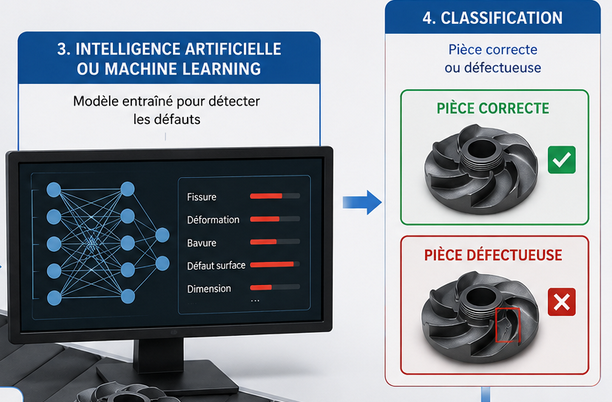 3. INTELLIGENCE ARTIFICIELLE
OU MACHINE LEARNING
Modèle entraîné pour détecter
les défauts
Fissure
Déformation
Bavure
Défaut surface
Dimension
...
4. CLASSIFICATION
Pièce correcte
ou défectueuse
PIÈCE CORRECTE
PIÈCE DÉFECTUEUSE